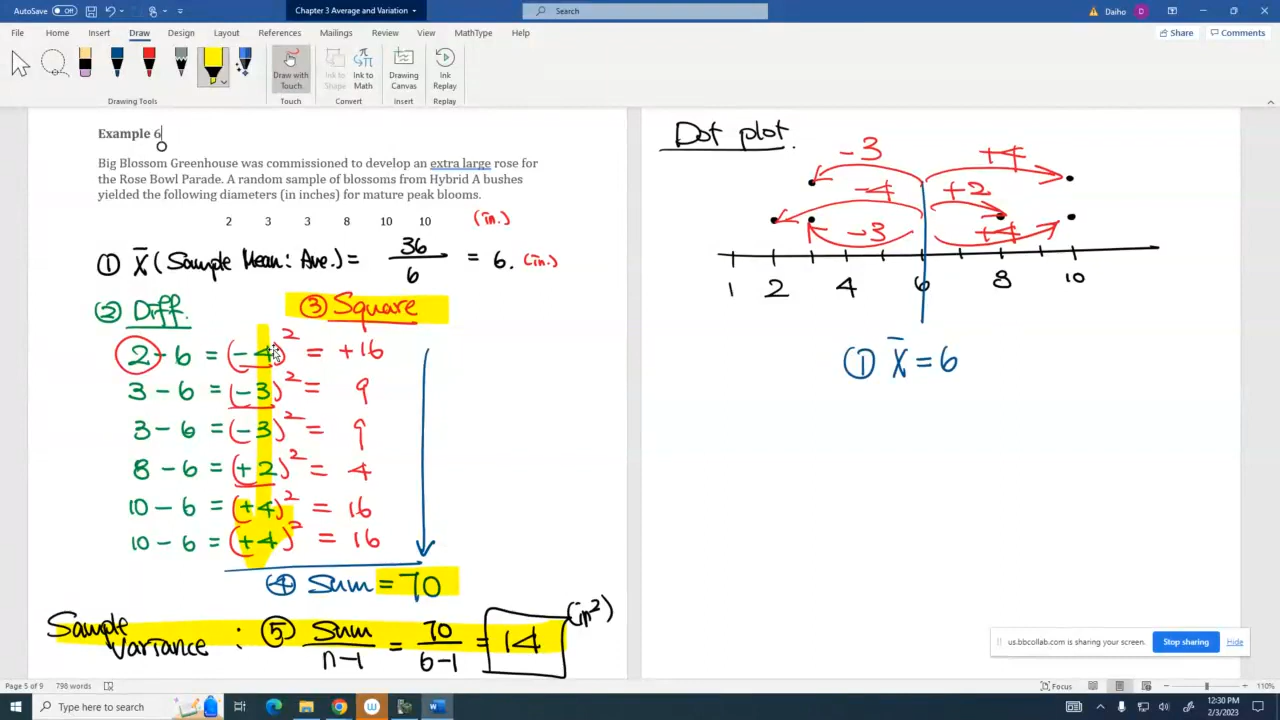 AutoSave Off Chapter 3 Average and Variation Search Daiho D
File Home Insert Draw Design Layout References Mailings Review View MathType Help Share Comments
Draw with Touch Ink to Shape Ink to Math Drawing Canvas Ink Replay
Drawing Tools Touch Convert Insert Replay
Example 6
Big Blossom Greenhouse was commissioned to develop an extra large rose for
the Rose Bowl Parade. A random sample of blossoms from Hybrid A bushes
yielded the following diameters (in inches) for mature peak blooms.
2 3 3 8 10 10 (in.)
① X̄ (Sample Mean: Ave.) = 36/6 = 6. (in.)
② Diff. ③ Square
2 - 6 = (-4)² = +16
3 - 6 = (-3)² = 9
3 - 6 = (-3)² = 9
8 - 6 = (+2)² = 4
10 - 6 = (+4)² = 16
10 - 6 = (+4)² = 16
④ Sum = 70
Sample Variance : ⑤ Sum/n-1 = 70/6-1 = 14 (in²)
Dot plot.
-3 +4
-4 +2
-3 +4
1 2 4 6 8 10
① X̄ = 6
us.bbcollab.com is sharing your screen. Stop sharing Hide
Page 5 of 9 798 words Focus 110%
Type here to search 12:30 PM
2/3/2023